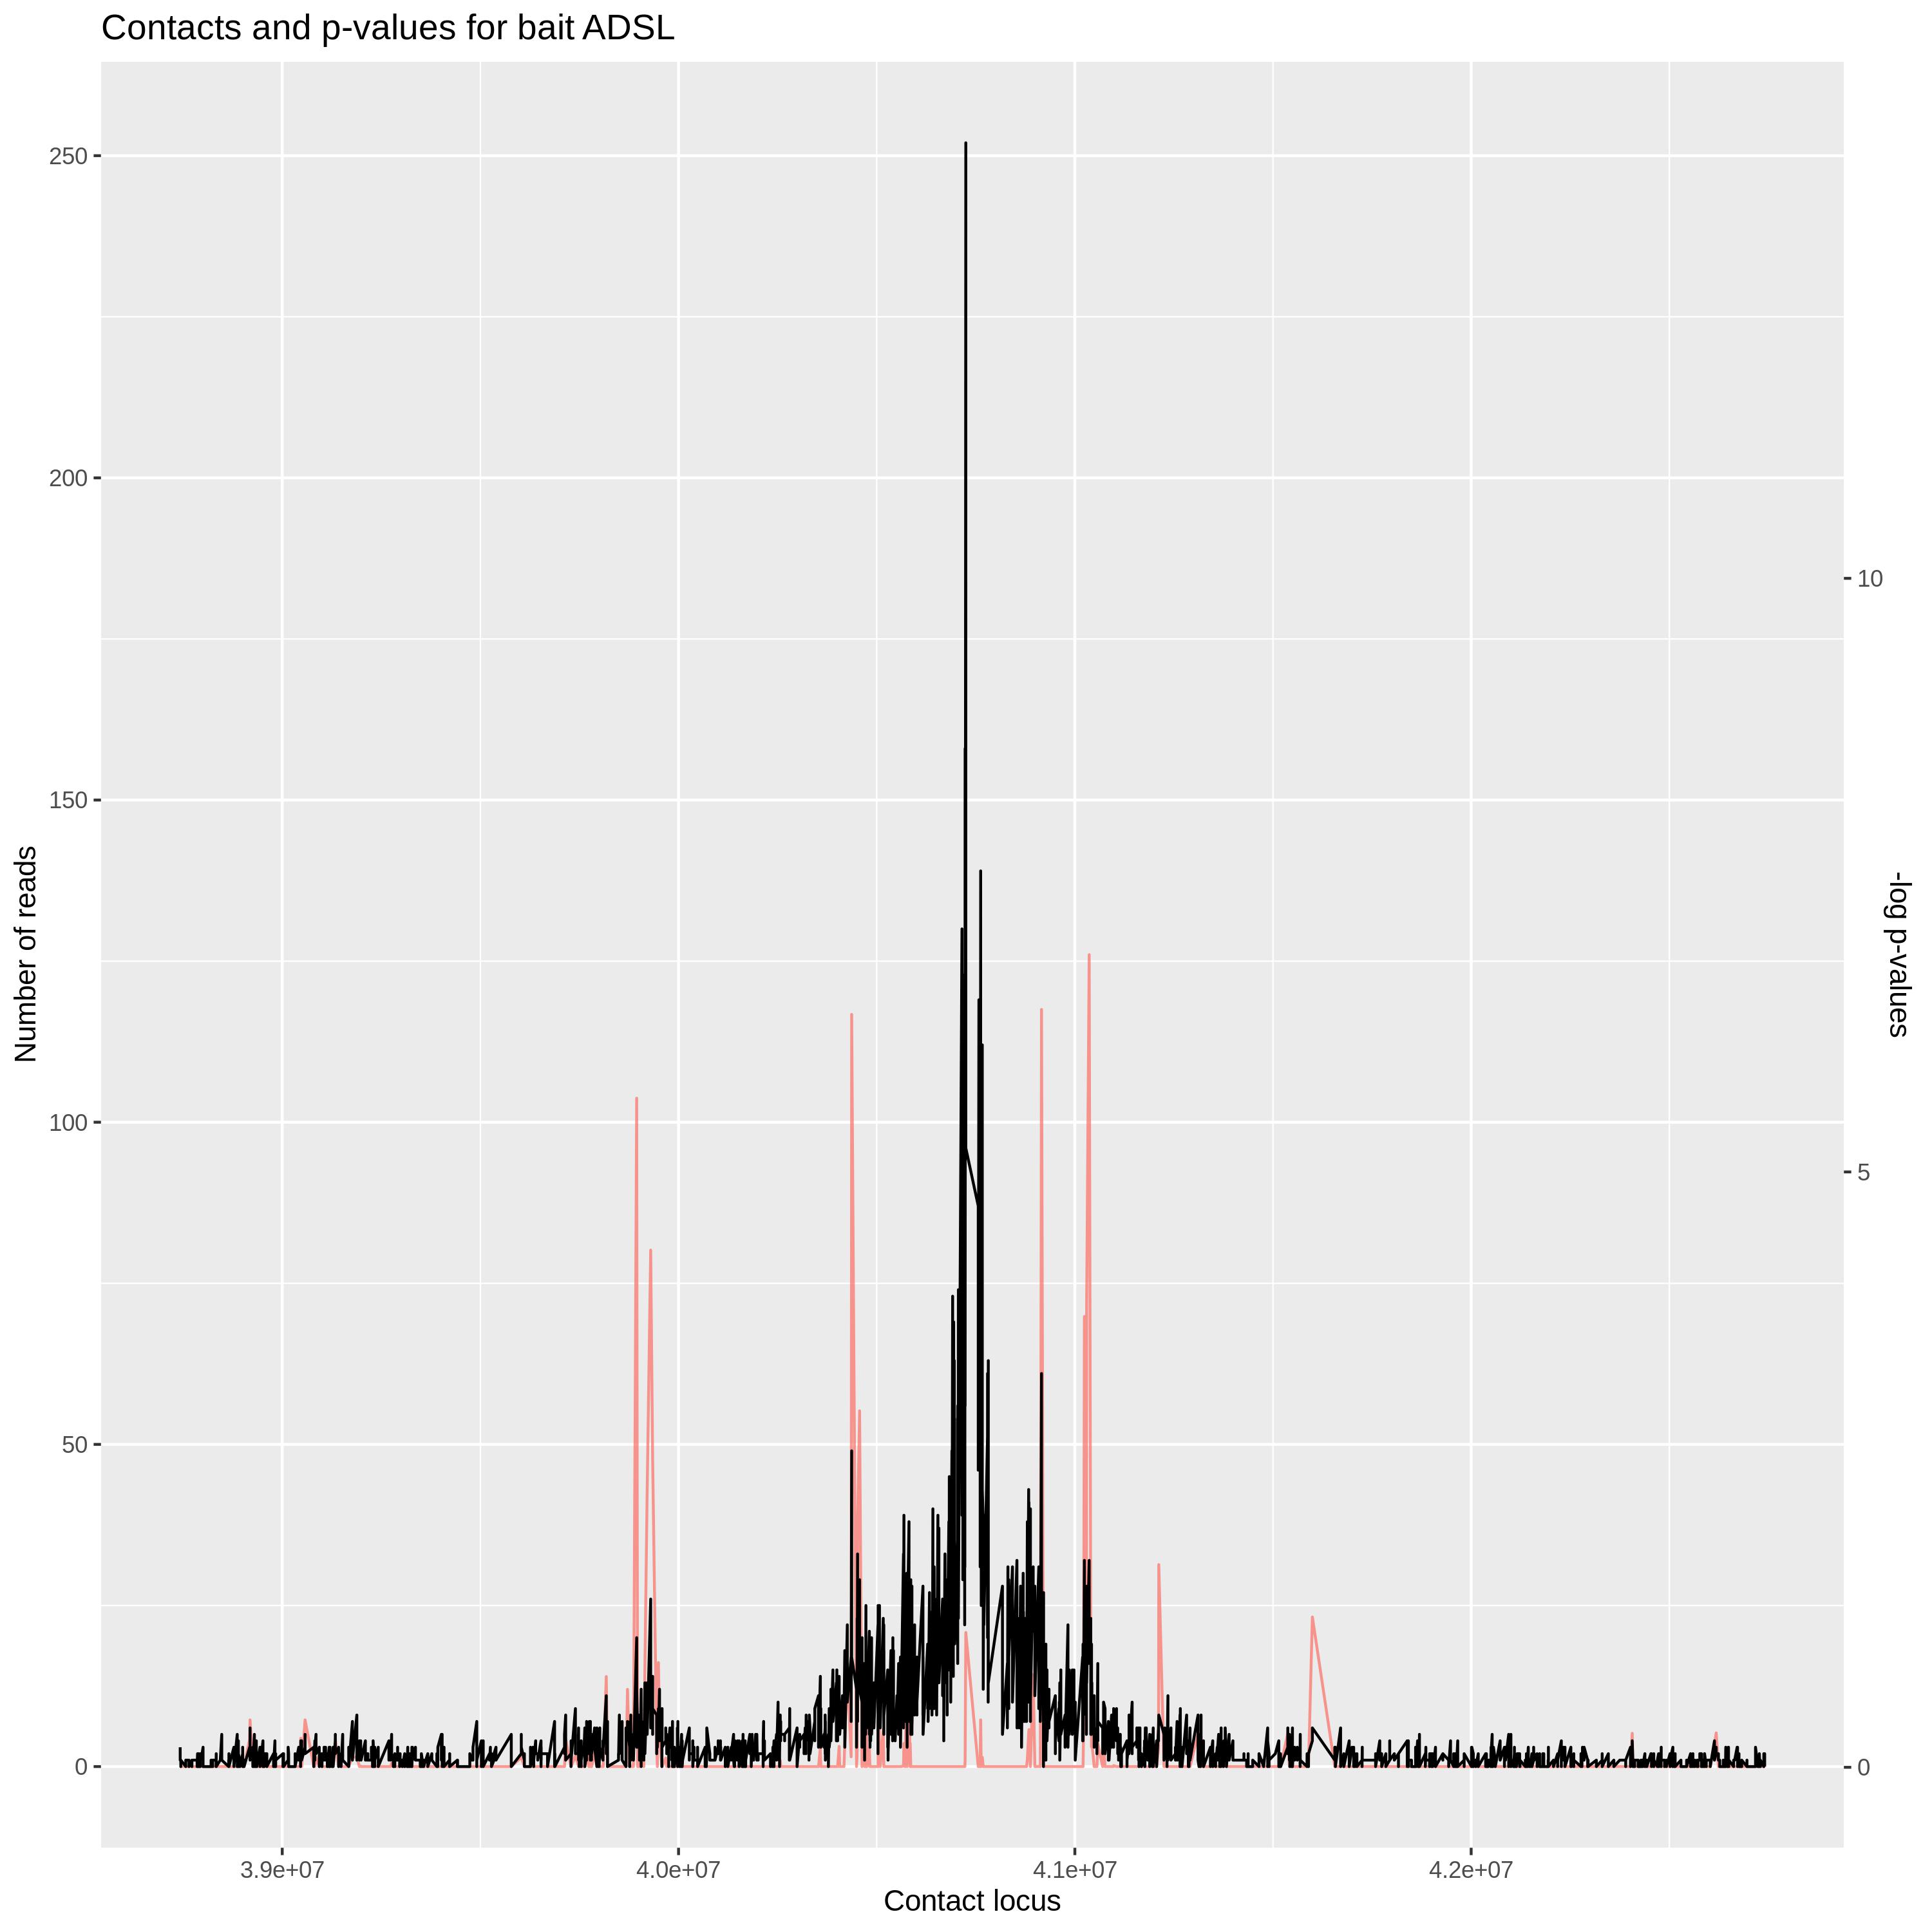 Contacts and p-values for bait ADSL
Number of reads
250
200
150
100
50
0
10
5
0
-log p-values
3.9e+07
4.0e+07
4.1e+07
4.2e+07
Contact locus